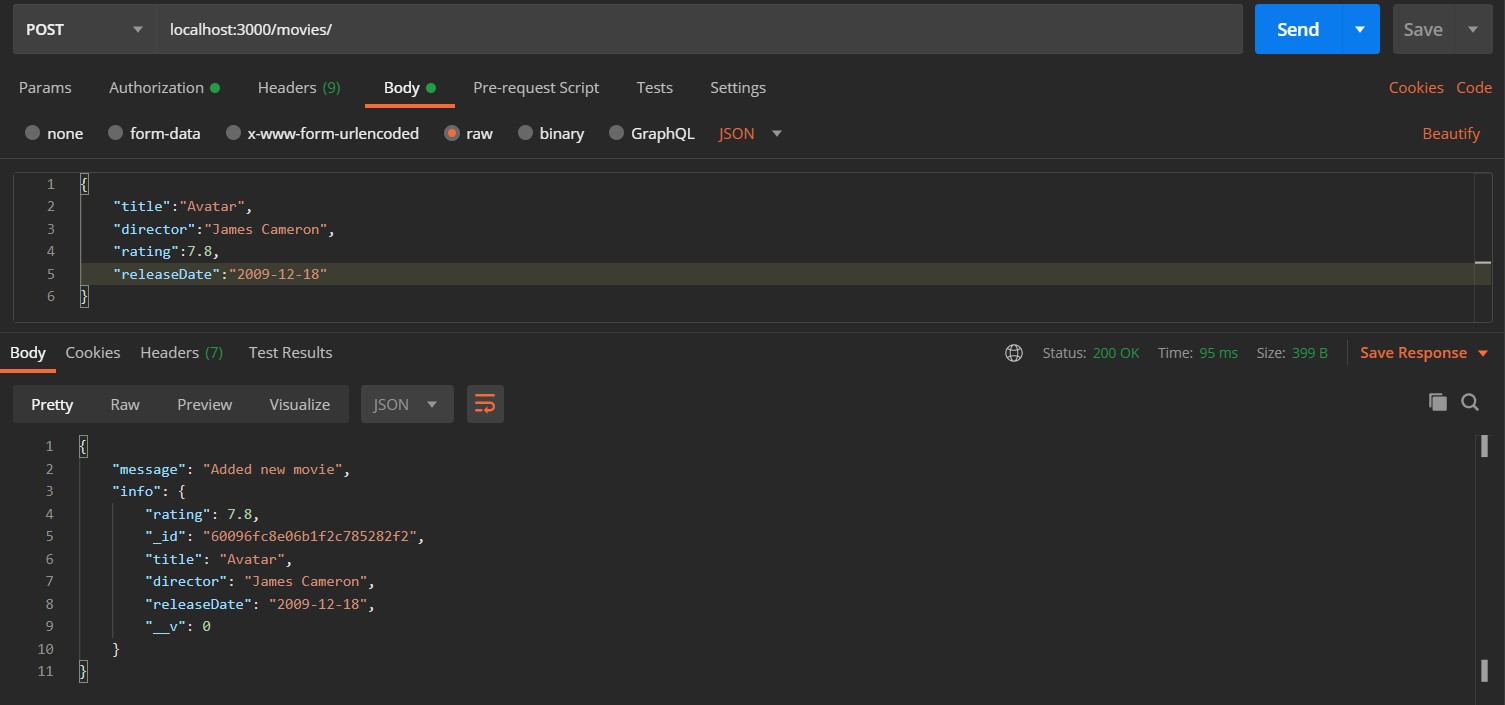 POST localhost:3000/movies/ Send Save
Params Authorization Headers (9) Body Pre-request Script Tests Settings Cookies Code
none form-data x-www-form-urlencoded raw binary GraphQL JSON Beautify
1 {
2 "title":"Avatar",
3 "director":"James Cameron",
4 "rating":7.8,
5 "releaseDate":"2009-12-18"
6 }
Body Cookies Headers (7) Test Results Status: 200 OK Time: 95 ms Size: 399 B Save Response
Pretty Raw Preview Visualize JSON
1 {
2 "message": "Added new movie",
3 "info": {
4 "rating": 7.8,
5 "_id": "60096fc8e06b1f2c785282f2",
6 "title": "Avatar",
7 "director": "James Cameron",
8 "releaseDate": "2009-12-18",
9 "__v": 0
10 }
11 }